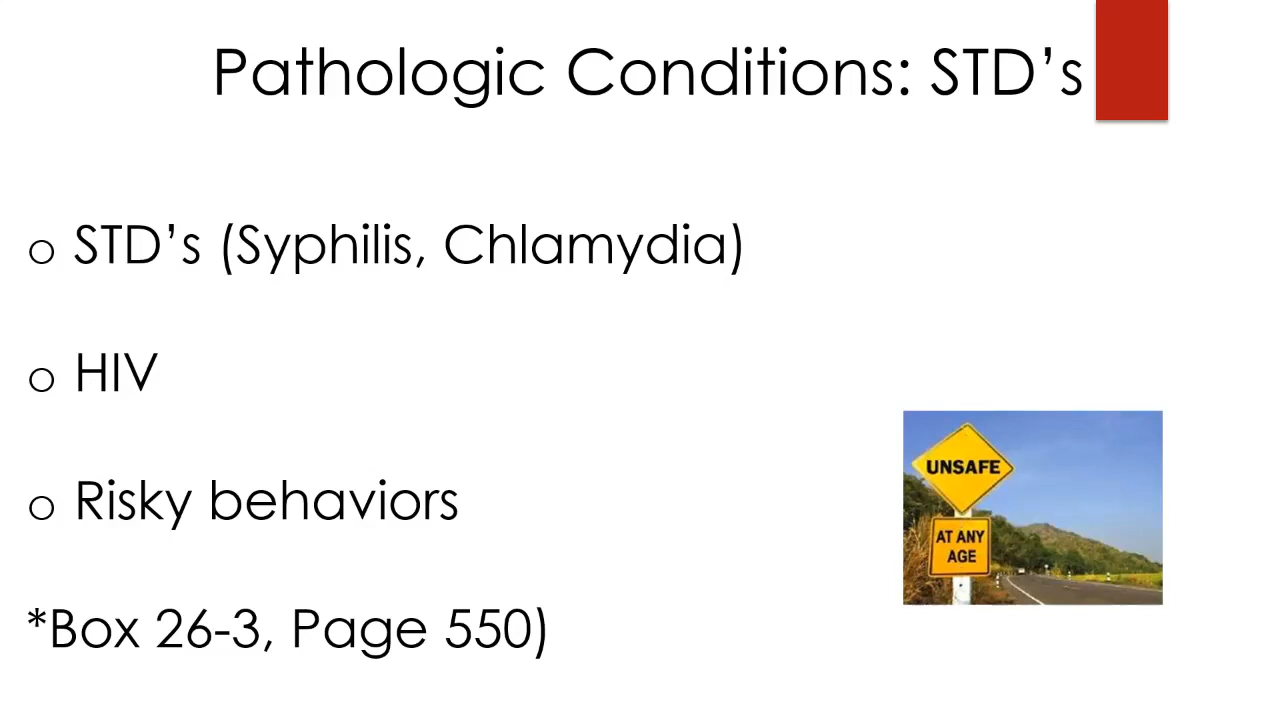 Pathologic Conditions: STD’s
o STD’s (Syphilis, Chlamydia)
o HIV
o Risky behaviors
*Box 26-3, Page 550)
UNSAFE
AT ANY
AGE